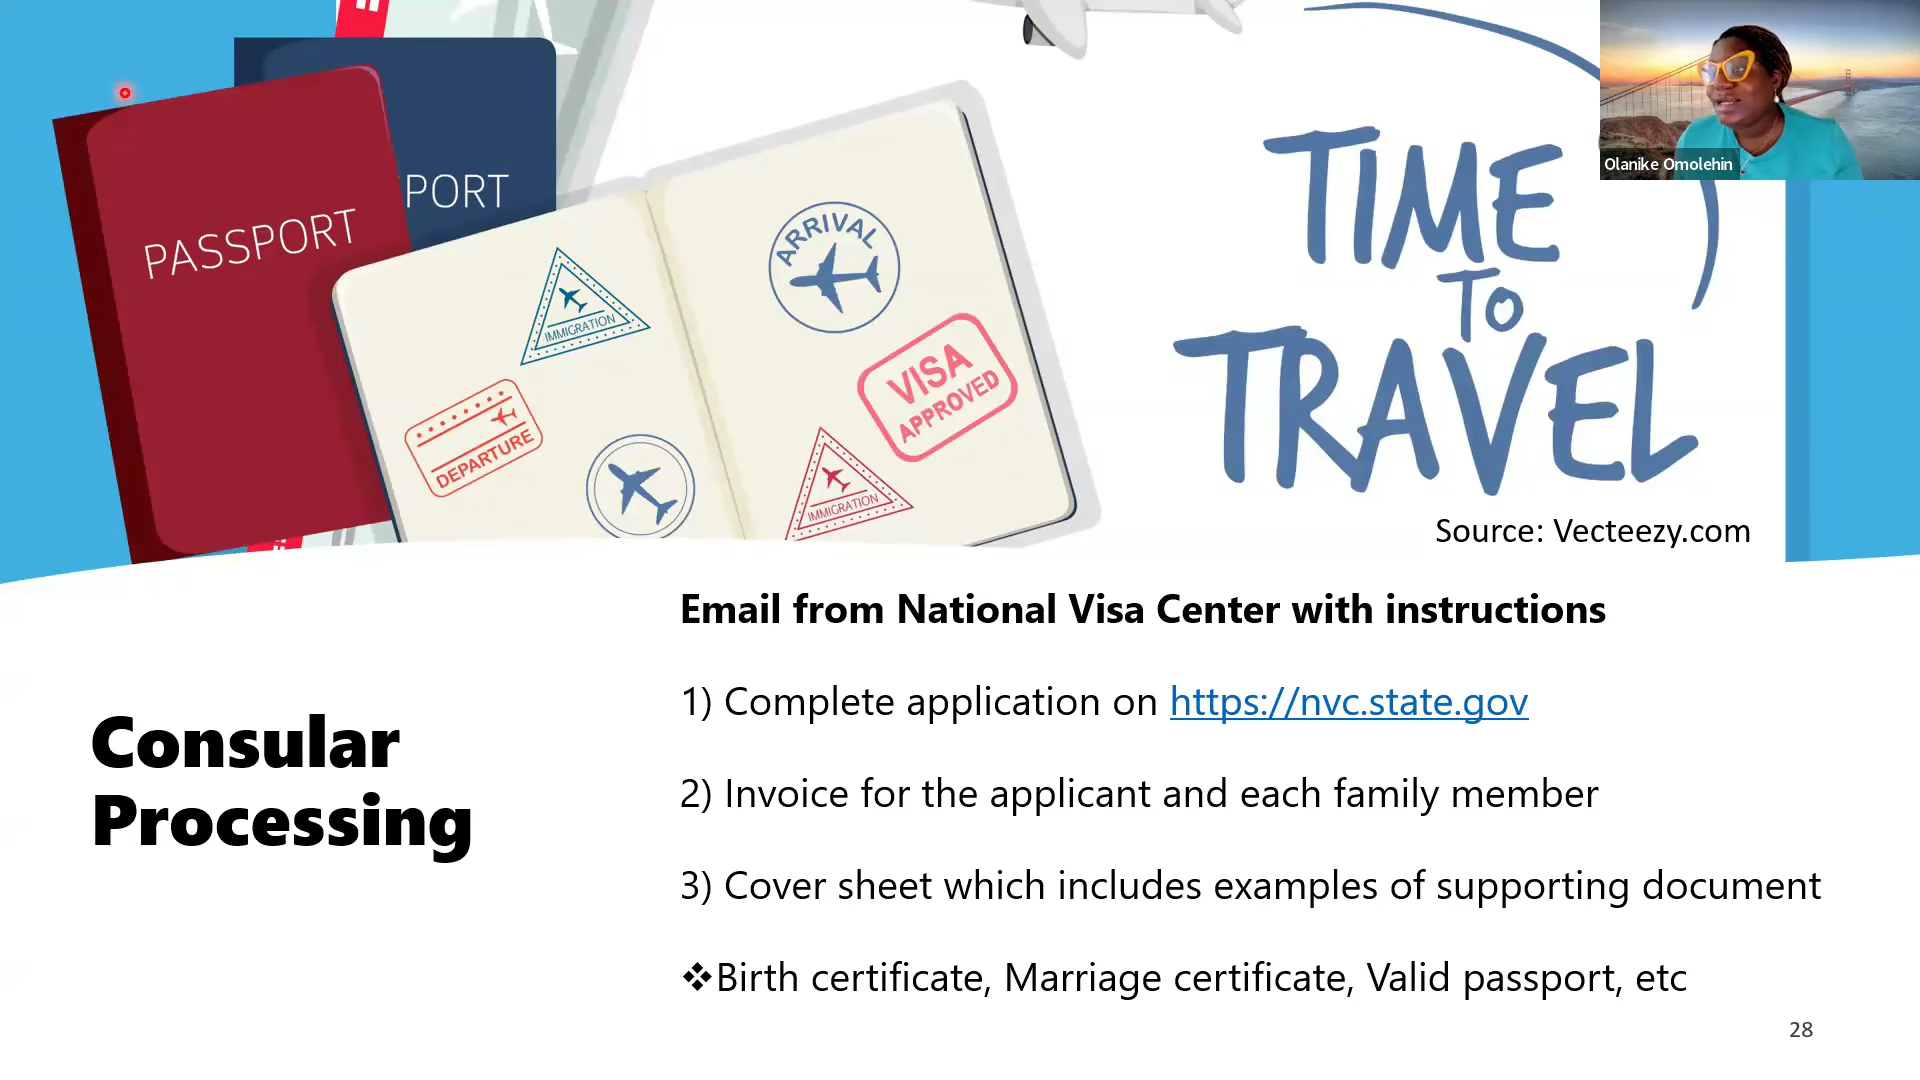 PASSPORT
PORT
IMMIGRATION
DEPARTURE
ARRIVAL
VISA
APPROVED
IMMIGRATION
TIME
TO
TRAVEL
Olanike Omolehin
Source: Vecteezy.com
Consular
Processing
Email from National Visa Center with instructions
1) Complete application on https://nvc.state.gov
2) Invoice for the applicant and each family member
3) Cover sheet which includes examples of supporting document
❖Birth certificate, Marriage certificate, Valid passport, etc
28